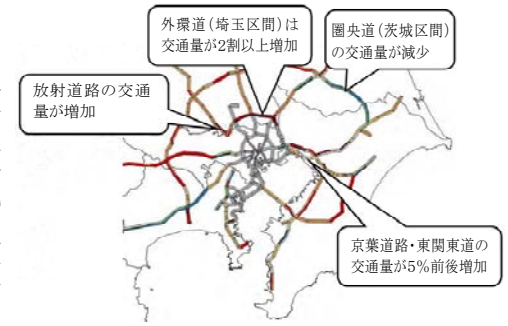 外環道(埼玉区間)は
交通量が2割以上増加
圏央道(茨城区間)
の交通量が減少
放射道路の交通
量が増加
京葉道路・東関東道の
交通量が5%前後増加